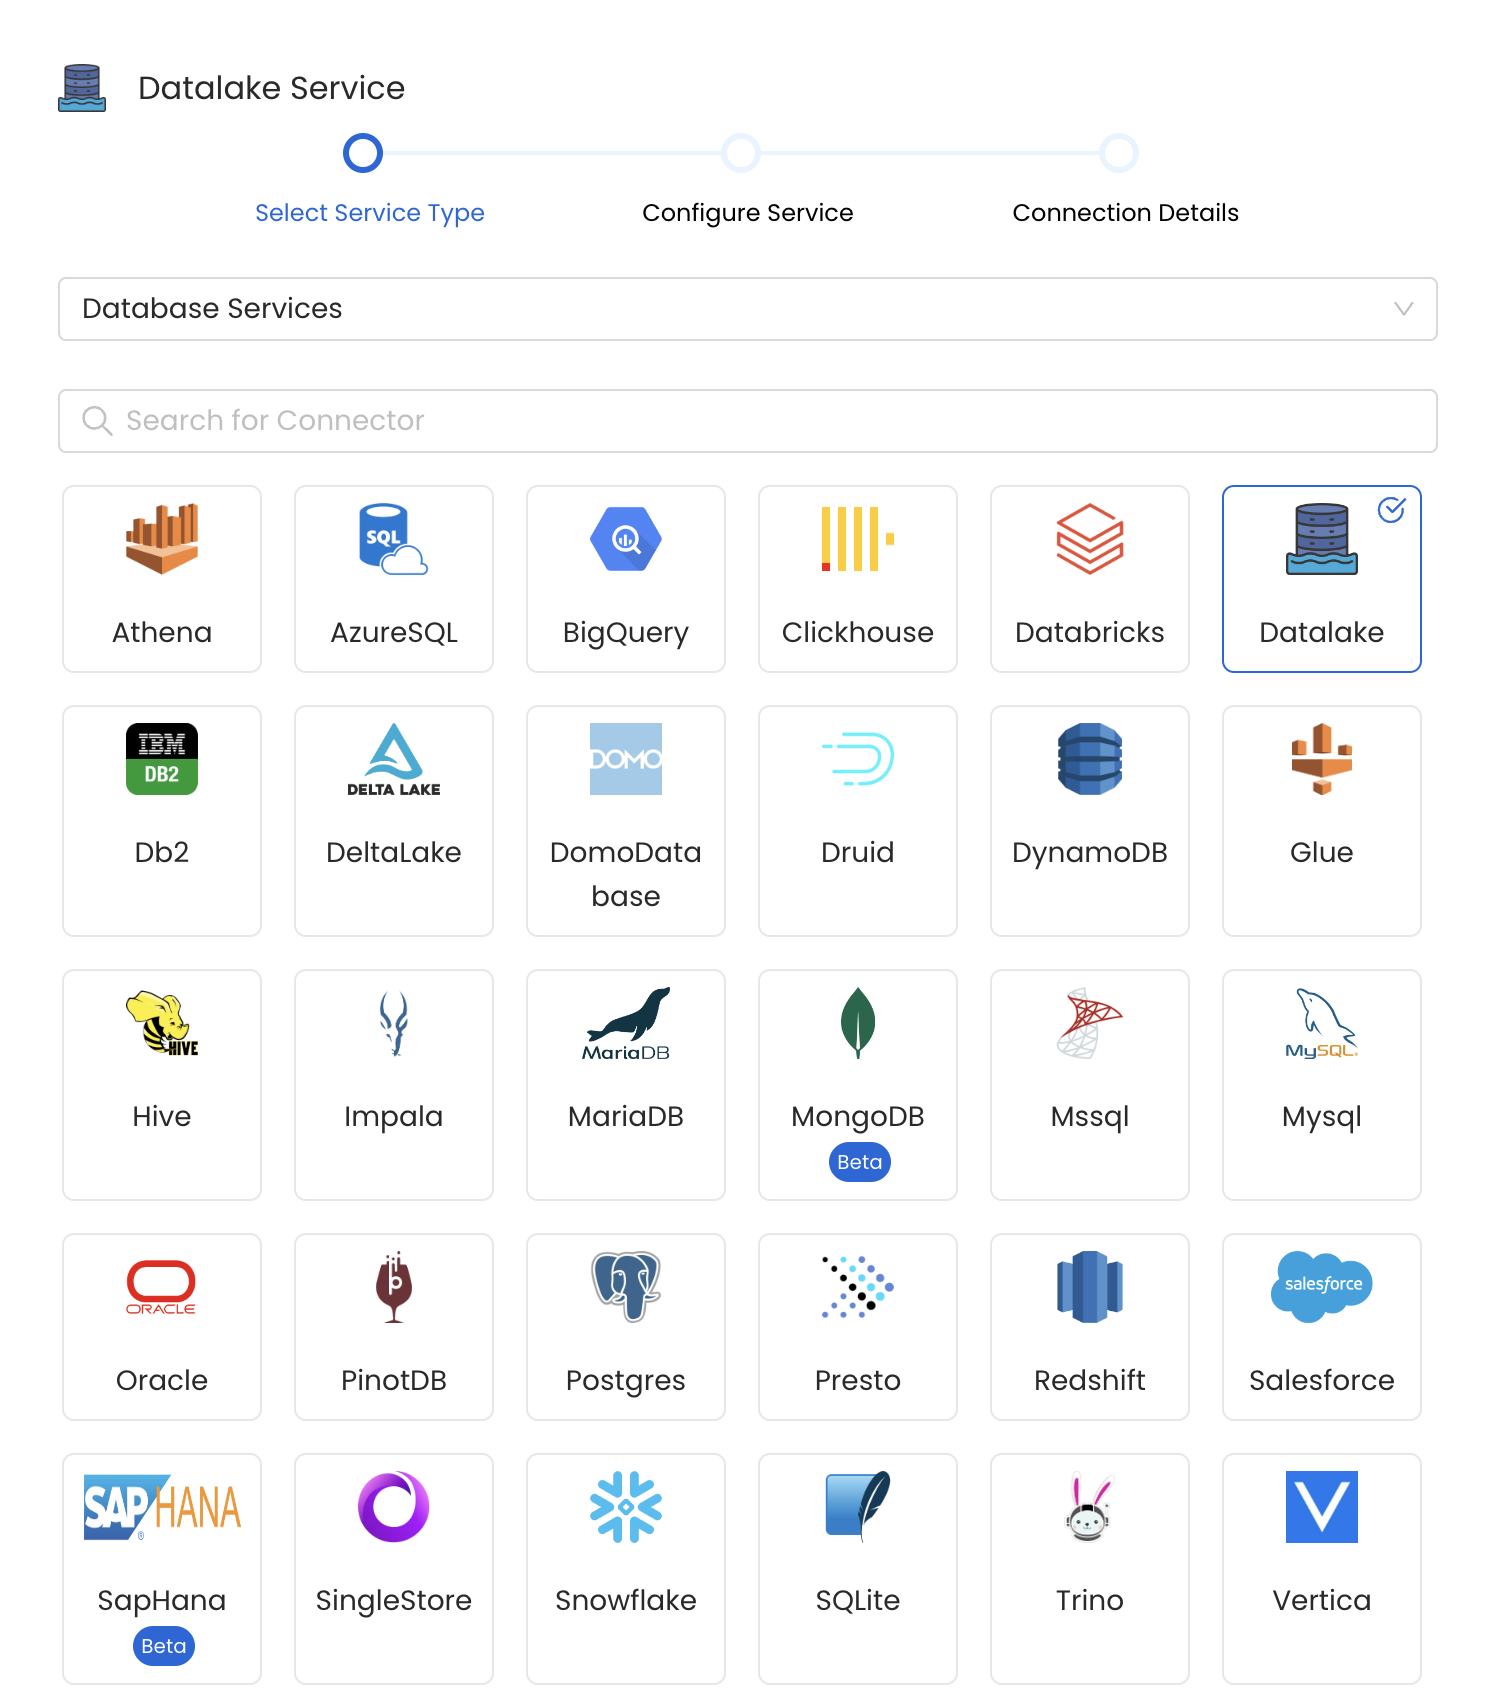 Datalake Service
Select Service Type
Configure Service
Connection Details
Database Services
Search for Connector
SQL
Athena
AzureSQL
BigQuery
Clickhouse
Databricks
Datalake
IBM
DB2
DELTA LAKE
DOMO
Db2
DeltaLake
DomoData
base
Druid
DynamoDB
Glue
HIVE
MariaDB
MySQL
Hive
Impala
MariaDB
MongoDB
Beta
Mssql
Mysql
ORACLE
p
salesforce
Oracle
PinotDB
Postgres
Presto
Redshift
Salesforce
SAP HANA
®
V
SapHana
Beta
SingleStore
Snowflake
SQLite
Trino
Vertica